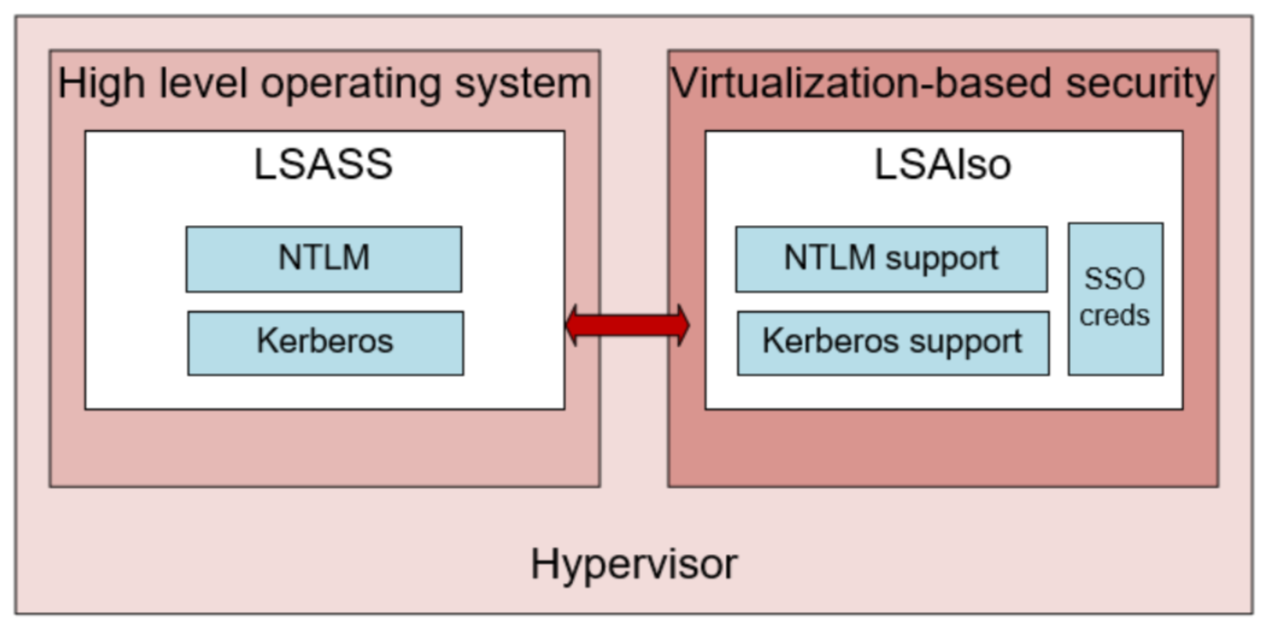 High level operating system
LSASS
NTLM
Kerberos
Virtualization-based security
LSAIso
NTLM support
Kerberos support
SSO
creds
Hypervisor